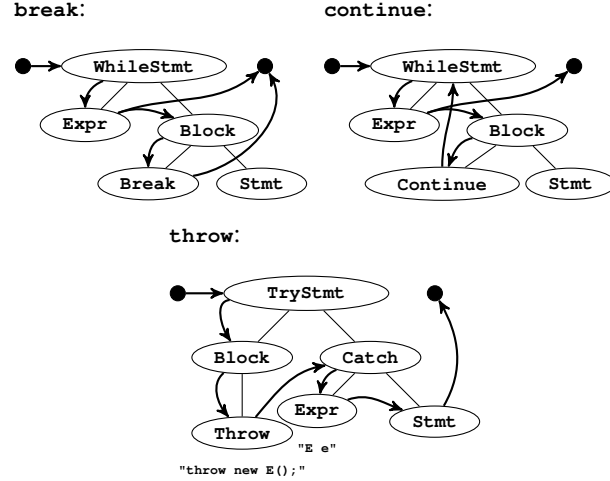 break:
WhileStmt
Expr
Block
Break
Stmt
continue:
WhileStmt
Expr
Block
Continue
Stmt
throw:
TryStmt
Block
Catch
Expr
Throw
Stmt
"E e"
"throw new E();"